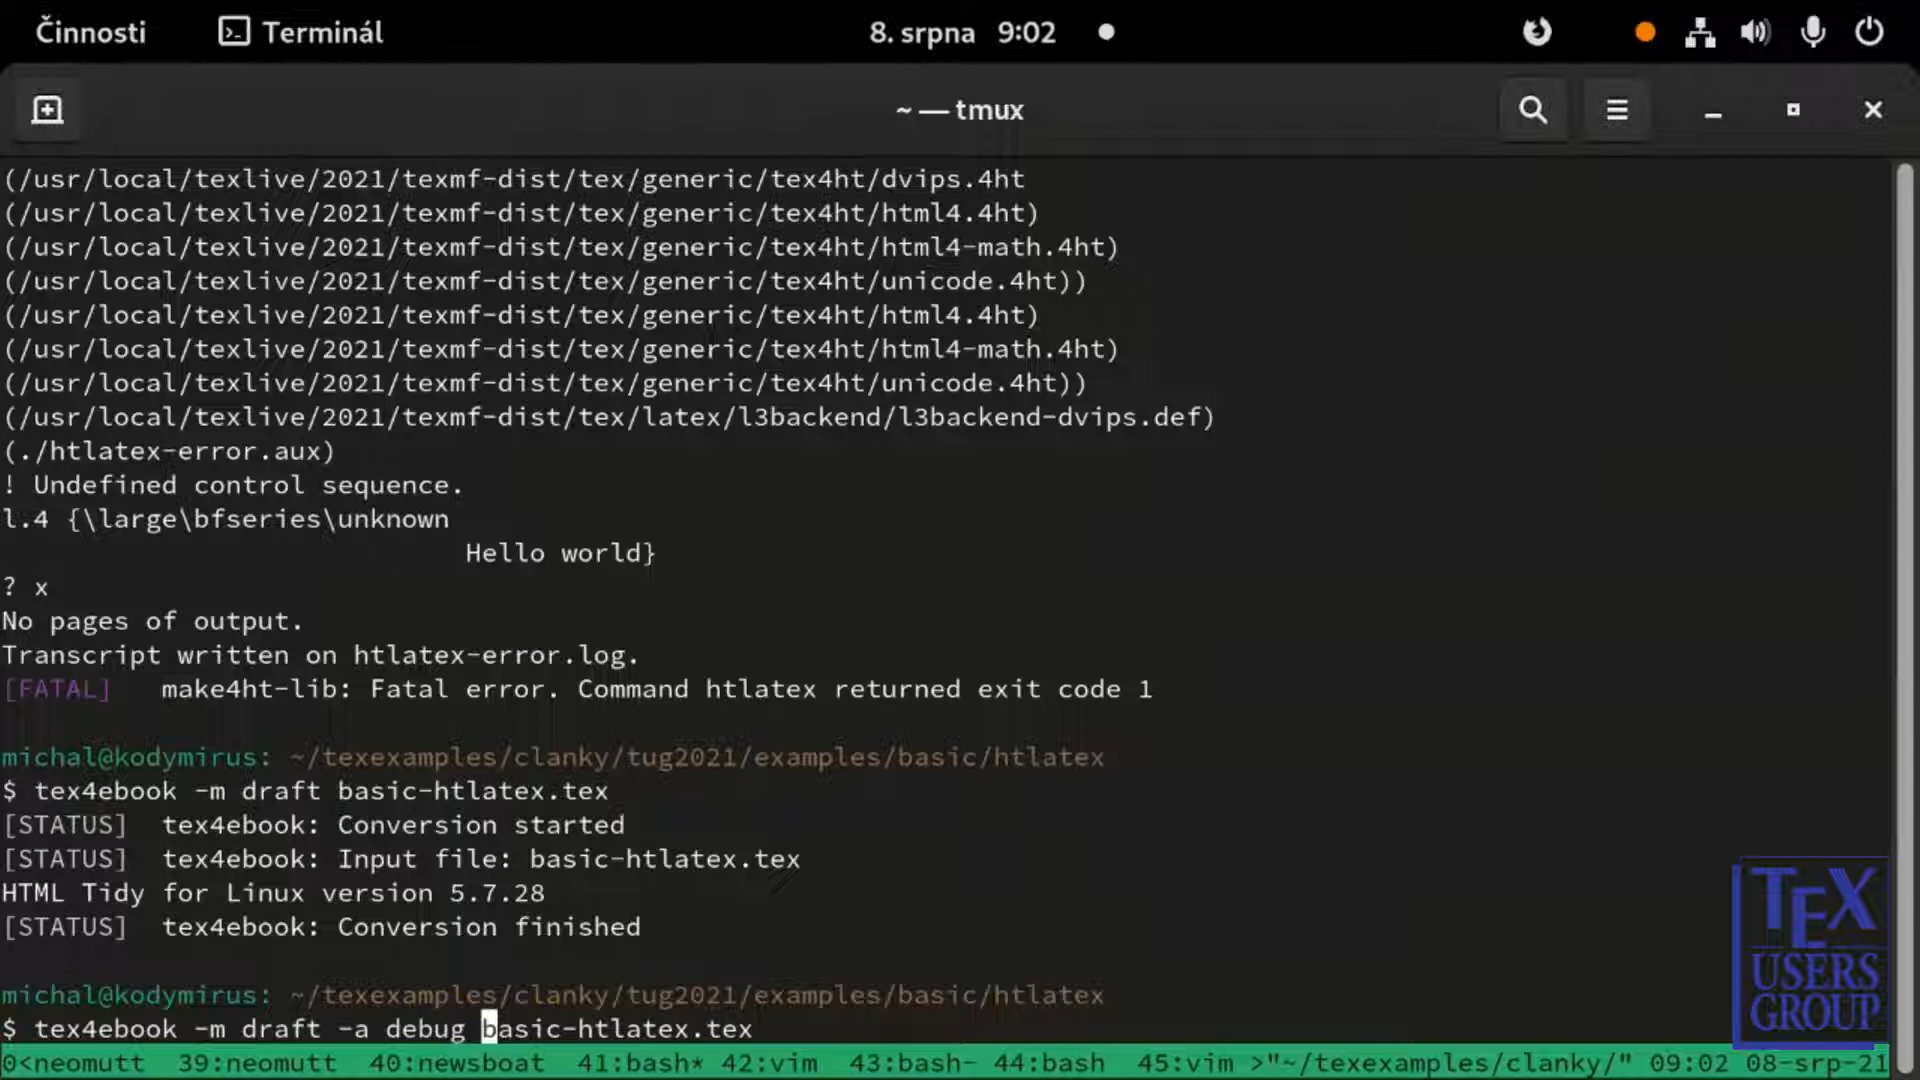 Činnosti Terminál 8. srpna 9:02
~ — tmux
(/usr/local/texlive/2021/texmf-dist/tex/generic/tex4ht/dvips.4ht
(/usr/local/texlive/2021/texmf-dist/tex/generic/tex4ht/html4.4ht)
(/usr/local/texlive/2021/texmf-dist/tex/generic/tex4ht/html4-math.4ht)
(/usr/local/texlive/2021/texmf-dist/tex/generic/tex4ht/unicode.4ht))
(/usr/local/texlive/2021/texmf-dist/tex/generic/tex4ht/html4.4ht)
(/usr/local/texlive/2021/texmf-dist/tex/generic/tex4ht/html4-math.4ht)
(/usr/local/texlive/2021/texmf-dist/tex/generic/tex4ht/unicode.4ht))
(/usr/local/texlive/2021/texmf-dist/tex/latex/l3backend/l3backend-dvips.def)
(./htlatex-error.aux)
! Undefined control sequence.
l.4 {\large\bfseries\unknown
Hello world}
? x
No pages of output.
Transcript written on htlatex-error.log.
[FATAL] make4ht-lib: Fatal error. Command htlatex returned exit code 1
michal@kodymirus: ~/texexamples/clanky/tug2021/examples/basic/htlatex
$ tex4ebook -m draft basic-htlatex.tex
[STATUS] tex4ebook: Conversion started
[STATUS] tex4ebook: Input file: basic-htlatex.tex
HTML Tidy for Linux version 5.7.28
[STATUS] tex4ebook: Conversion finished
michal@kodymirus: ~/texexamples/clanky/tug2021/examples/basic/htlatex
$ tex4ebook -m draft -a debug basic-htlatex.tex
0<neomutt 39:neomutt 40:newsboat 41:bash* 42:vim 43:bash- 44:bash 45:vim >"~/texexamples/clanky/" 09:02 08-srp-21
TEX
USERS
GROUP